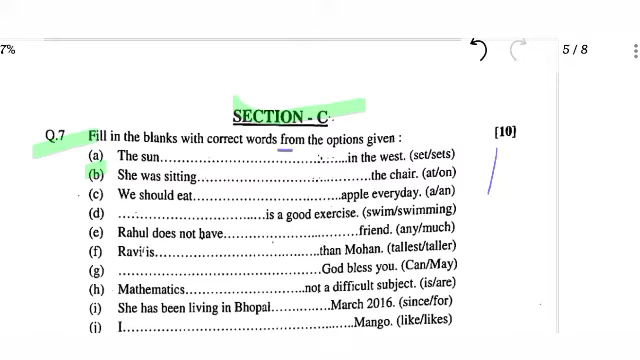 7%
5 / 8
SECTION - C
Q.7 Fill in the blanks with correct words from the options given : [10]
(a) The sun................................................in the west. (set/sets)
(b) She was sitting................................................the chair. (at/on)
(c) We should eat..........................................apple everyday. (a/an)
(d) ..........................................is a good exercise. (swim/swimming)
(e) Rahul does not have......................................friend. (any/much)
(f) Ravi is................................................than Mohan. (tallest/taller)
(g) ..........................................................God bless you. (Can/May)
(h) Mathematics..................................not a difficult subject. (is/are)
(i) She has been living in Bhopal....................March 2016. (since/for)
(j) I..................................................................Mango. (like/likes)